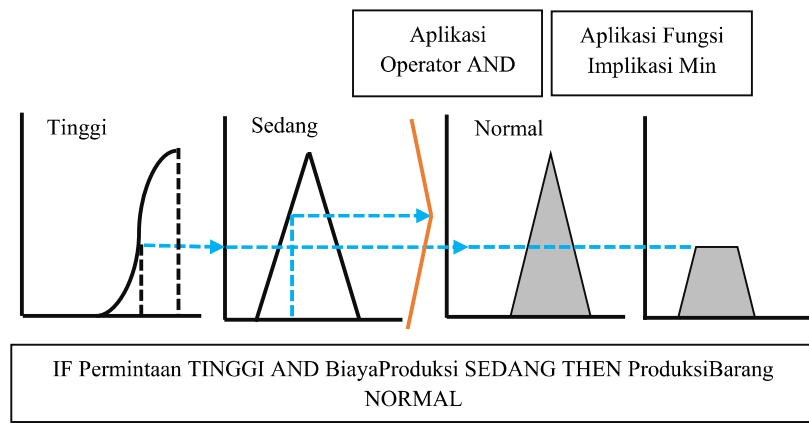 Aplikasi
Operator AND
Aplikasi Fungsi
Implikasi Min
Tinggi
Sedang
Normal
IF Permintaan TINGGI AND BiayaProduksi SEDANG THEN ProduksiBarang
NORMAL